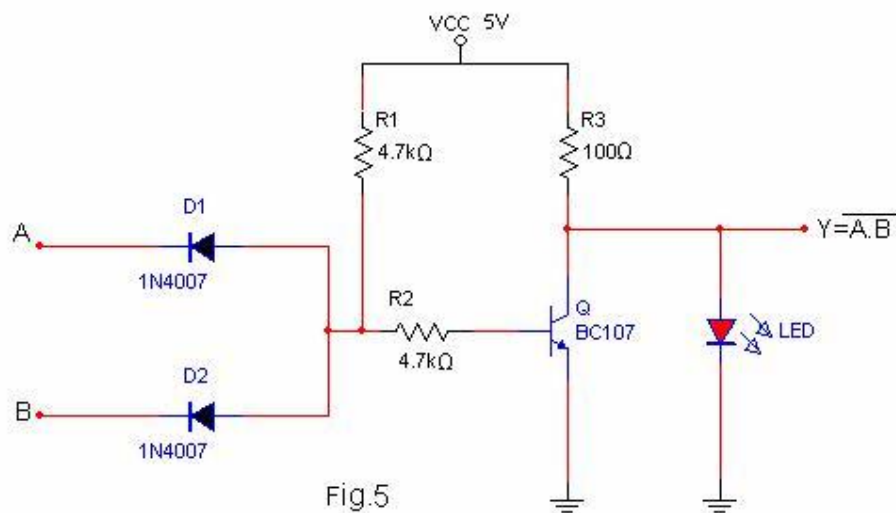 VCC 5V
R1
4.7kΩ
R3
100Ω
D1
A
1N4007
Y=A.B
R2
4.7kΩ
Q
BC107
LED
D2
B
1N4007
Fig.5